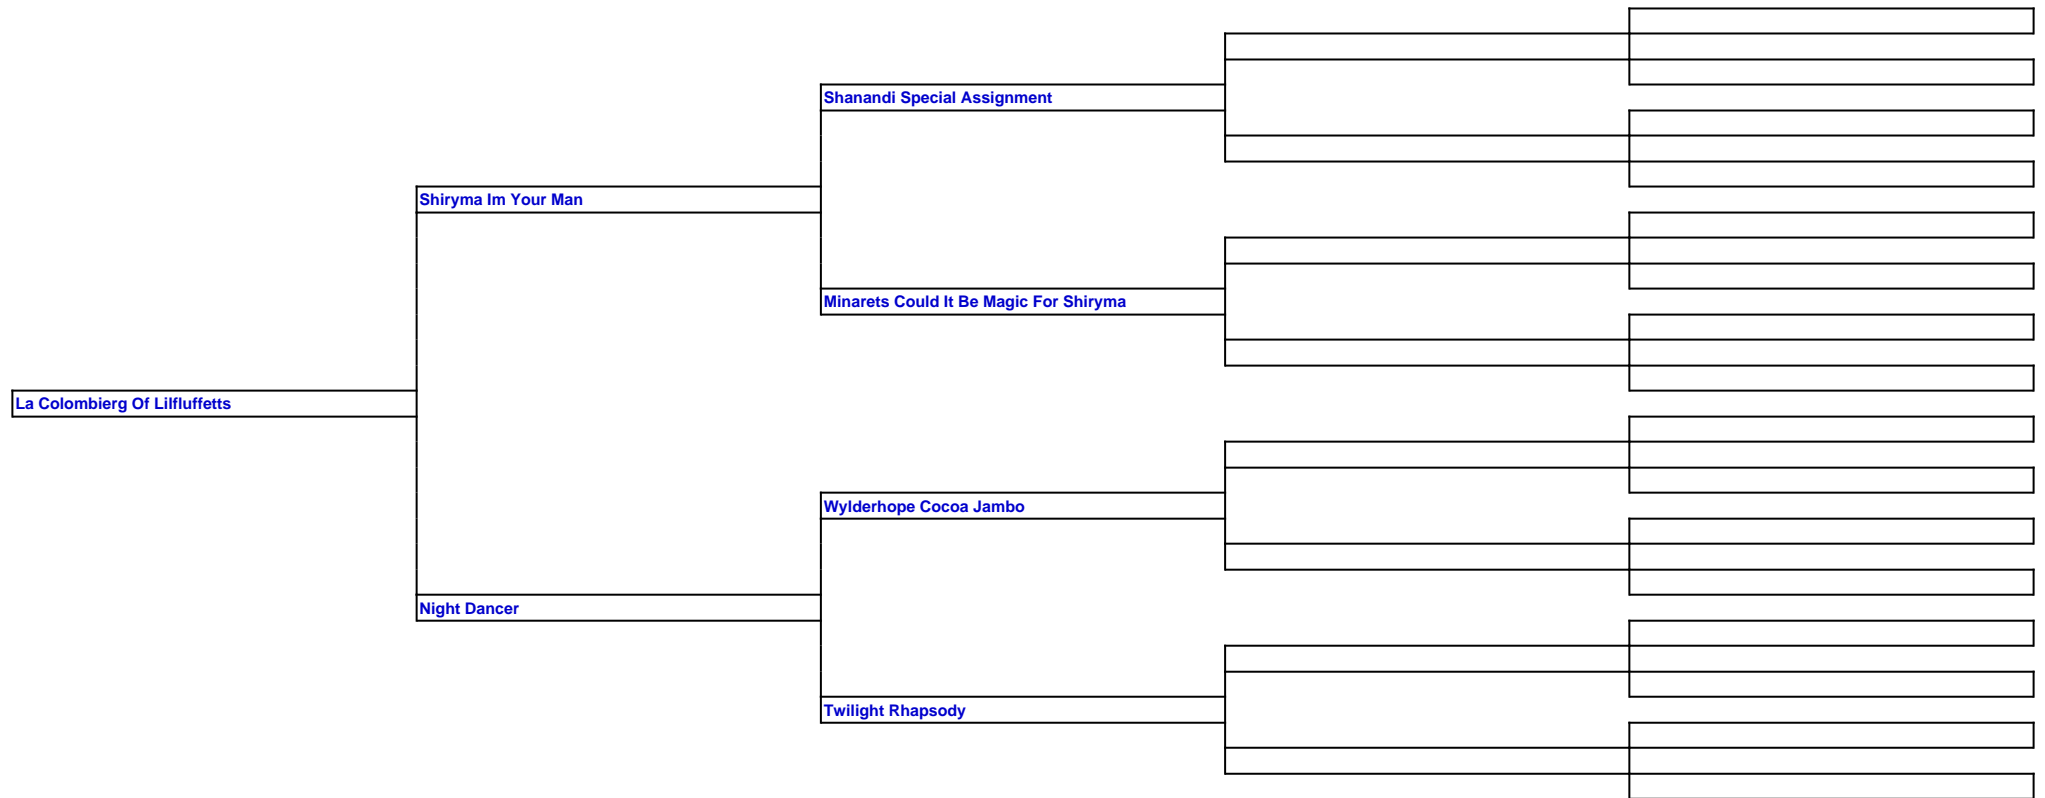 Shanandi Special Assignment
Shiryma Im Your Man
Minarets Could It Be Magic For Shiryma
La Colombierg Of Lilfluffetts
Wylderhope Cocoa Jambo
Night Dancer
Twilight Rhapsody